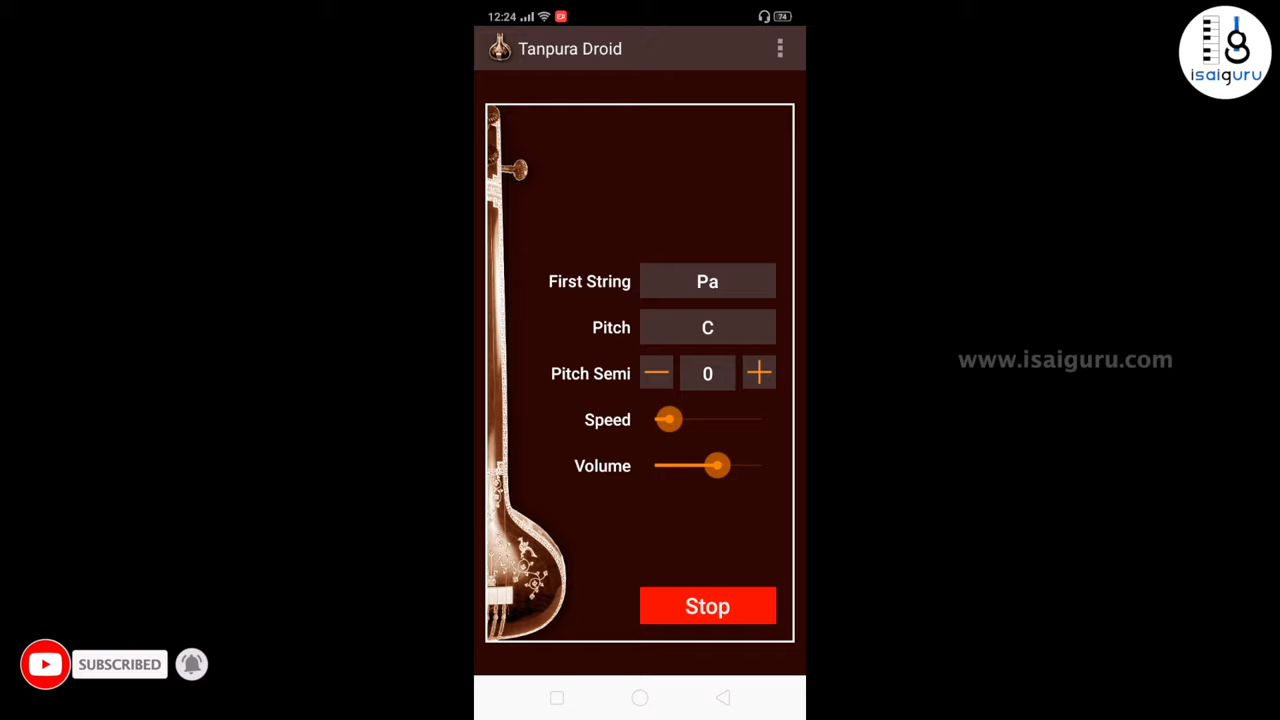 12:24
74
Tanpura Droid
isaiguru
First String Pa
Pitch C
www.isaiguru.com
Pitch Semi 0
Speed
Volume
Stop
SUBSCRIBED